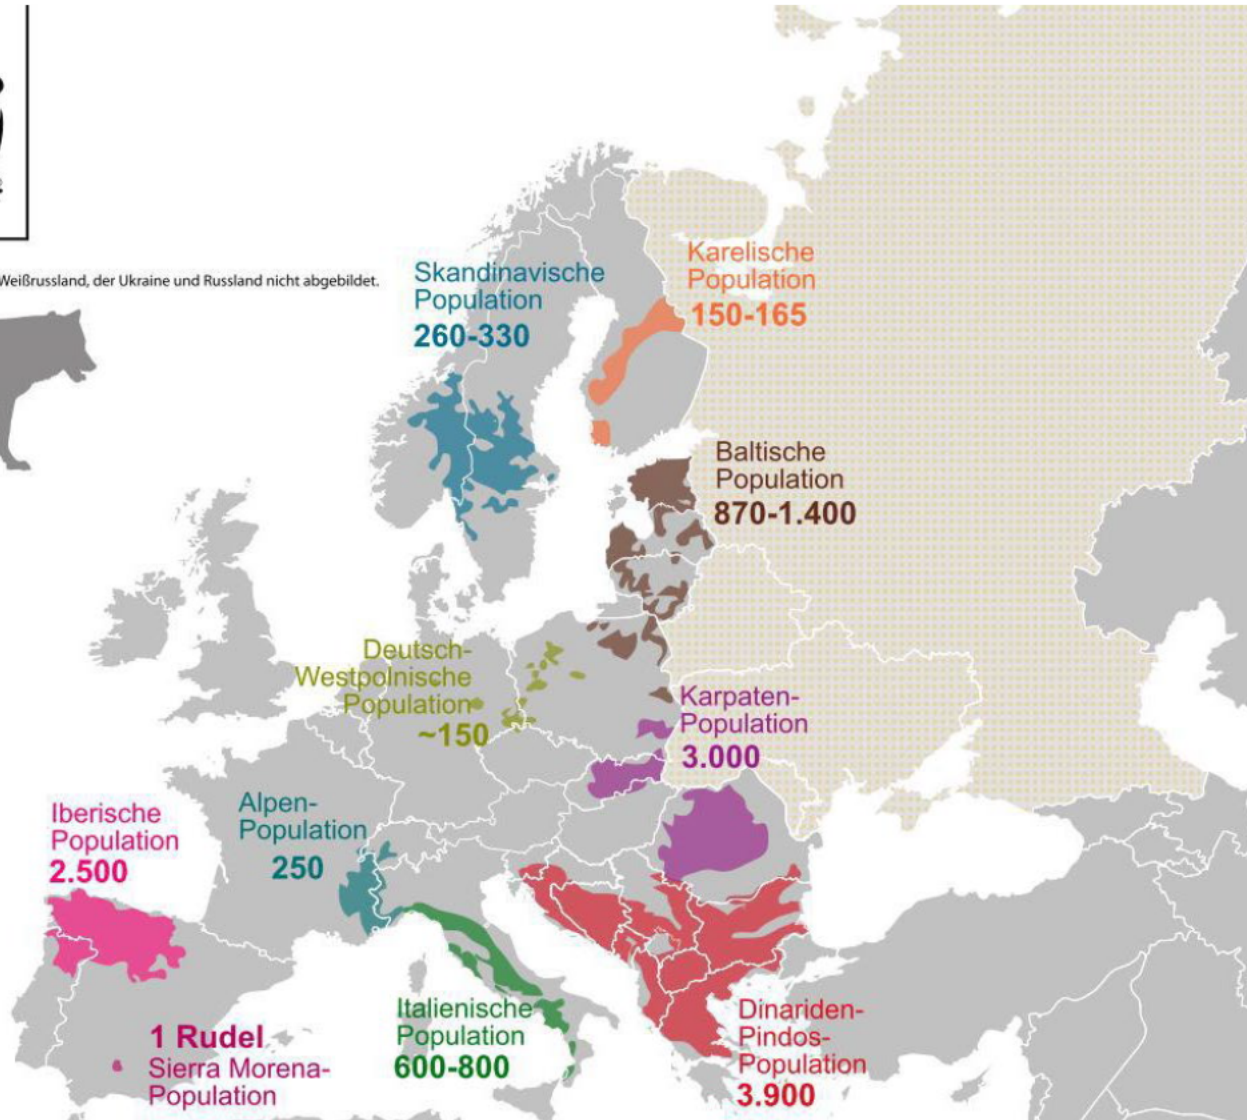 Weißrussland, der Ukraine und Russland nicht abgebildet.
Skandinavische
Population
260-330
Karelische
Population
150-165
Baltische
Population
870-1.400
Deutsch-
Westpolnische
Population
~150
Karpaten-
Population
3.000
Iberische
Population
2.500
Alpen-
Population
250
1 Rudel
Sierra Morena-
Population
Italienische
Population
600-800
Dinariden-
Pindos-
Population
3.900